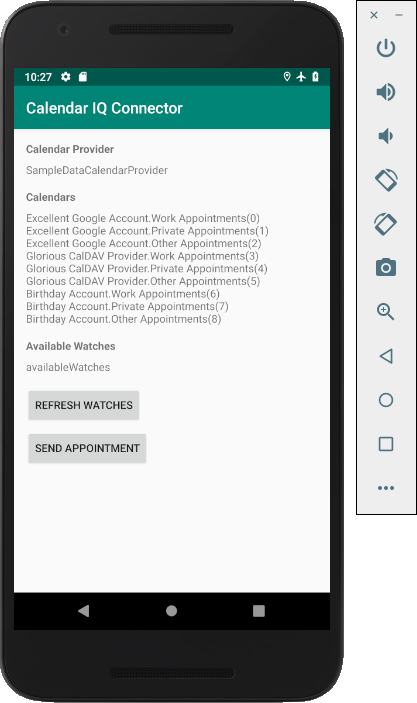 10:27
Calendar IQ Connector
Calendar Provider
SampleDataCalendarProvider
Calendars
Excellent Google Account.Work Appointments(0)
Excellent Google Account.Private Appointments(1)
Excellent Google Account.Other Appointments(2)
Glorious CalDAV Provider.Work Appointments(3)
Glorious CalDAV Provider.Private Appointments(4)
Glorious CalDAV Provider.Other Appointments(5)
Birthday Account.Work Appointments(6)
Birthday Account.Private Appointments(7)
Birthday Account.Other Appointments(8)
Available Watches
availableWatches
REFRESH WATCHES
SEND APPOINTMENT